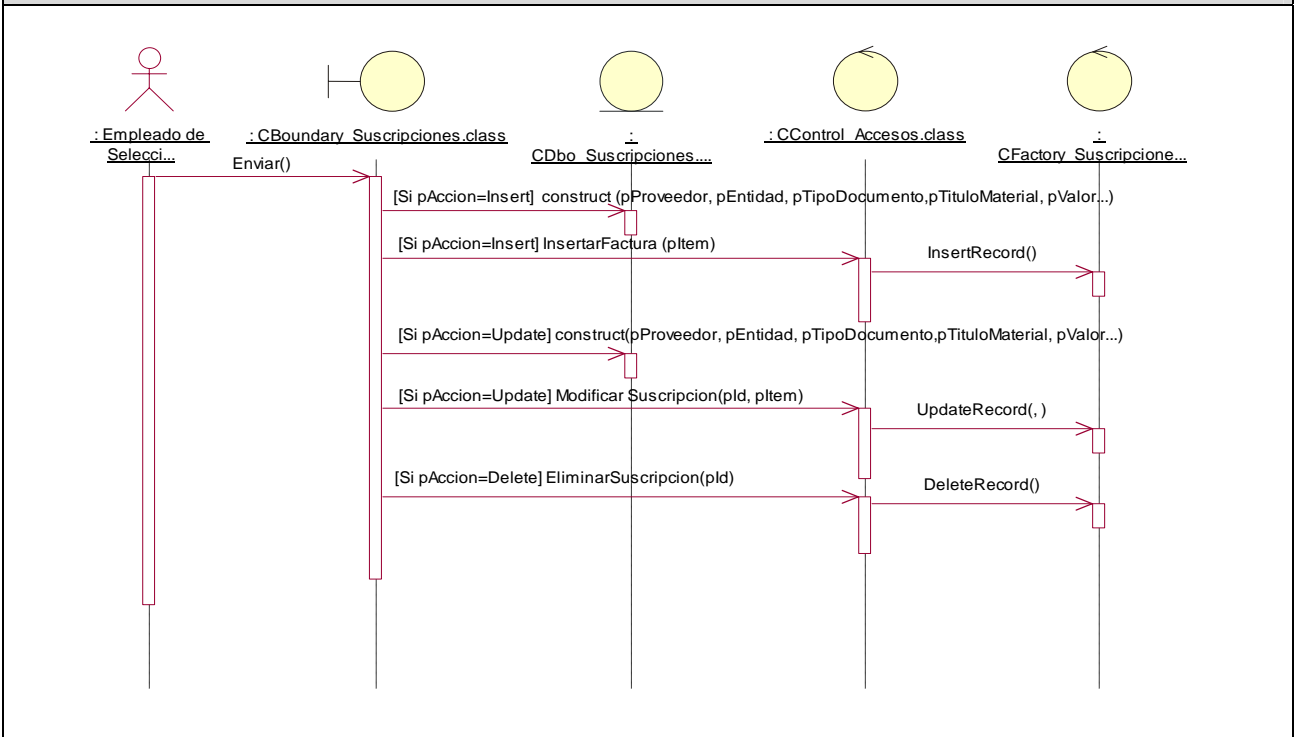 : Empleado de
Selecci...
: CBoundary_Suscripciones.class
:
CDbo_Suscripciones....
: CControl_Accesos.class
:
CFactory_Suscripcione...
Enviar()
[Si pAccion=Insert] construct (pProveedor, pEntidad, pTipoDocumento,pTituloMaterial, pValor...)
[Si pAccion=Insert] InsertarFactura (pItem)
InsertRecord()
[Si pAccion=Update] construct(pProveedor, pEntidad, pTipoDocumento,pTituloMaterial, pValor...)
[Si pAccion=Update] Modificar Suscripcion(pId, pItem)
UpdateRecord(, )
[Si pAccion=Delete] EliminarSuscripcion(pId)
DeleteRecord()